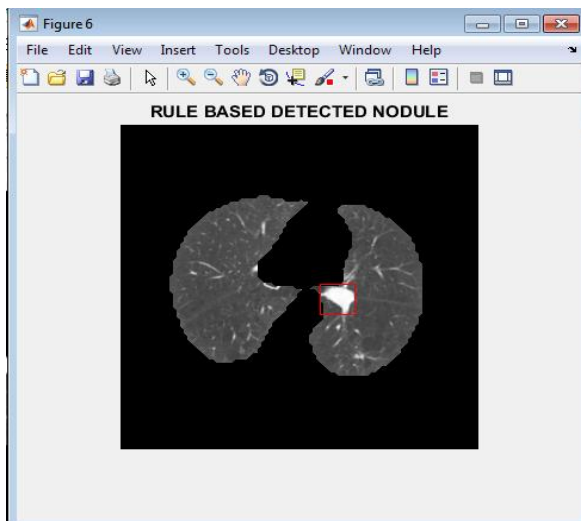 Figure 6
File Edit View Insert Tools Desktop Window Help
RULE BASED DETECTED NODULE